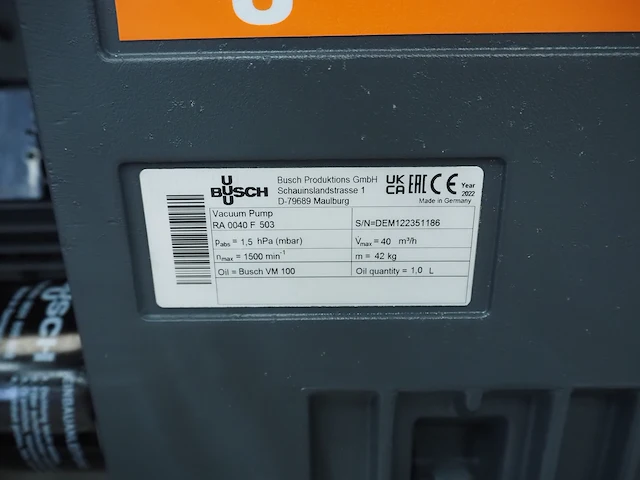 BUSCH
Busch Produktions GmbH
Schauinslandstrasse 1
D-79689 Maulburg
UK CA EAC CE Year 2022
Made in Germany
Vacuum Pump
RA 0040 F 503 S/N=DEM122351186
pabs = 1,5 hPa (mbar) V̇max = 40 m³/h
nmax = 1500 min⁻¹ m = 42 kg
Oil = Busch VM 100 Oil quantity = 1,0 L
BUSCH